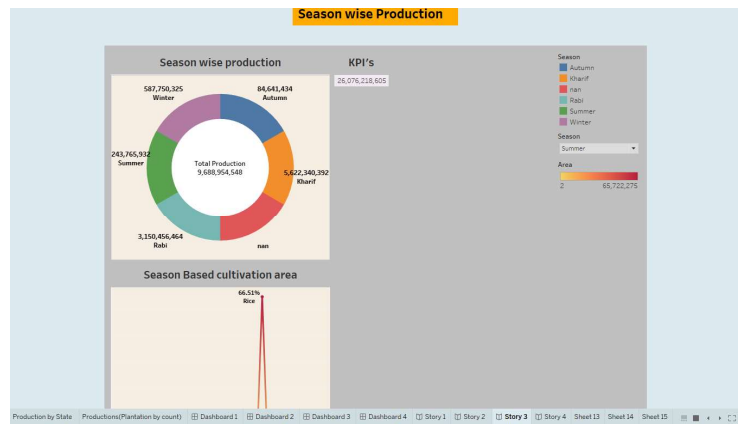 Season wise Production
Season wise production
KPI's
587,750,325
Winter
84,641,434
Autumn
243,765,932
Summer
Total Production
9,688,954,548
5,622,340,392
Kharif
3,150,456,464
Rabi
nan
26,076,218,605
Season
Autumn
Kharif
nan
Rabi
Summer
Winter
Season
Summer
Area
2 65,722,275
Season Based cultivation area
66.51%
Rice
Production by State Productions(Plantation by count) Dashboard 1 Dashboard 2 Dashboard 3 Dashboard 4 Story 1 Story 2 Story 3 Story 4 Sheet 13 Sheet 14 Sheet 15